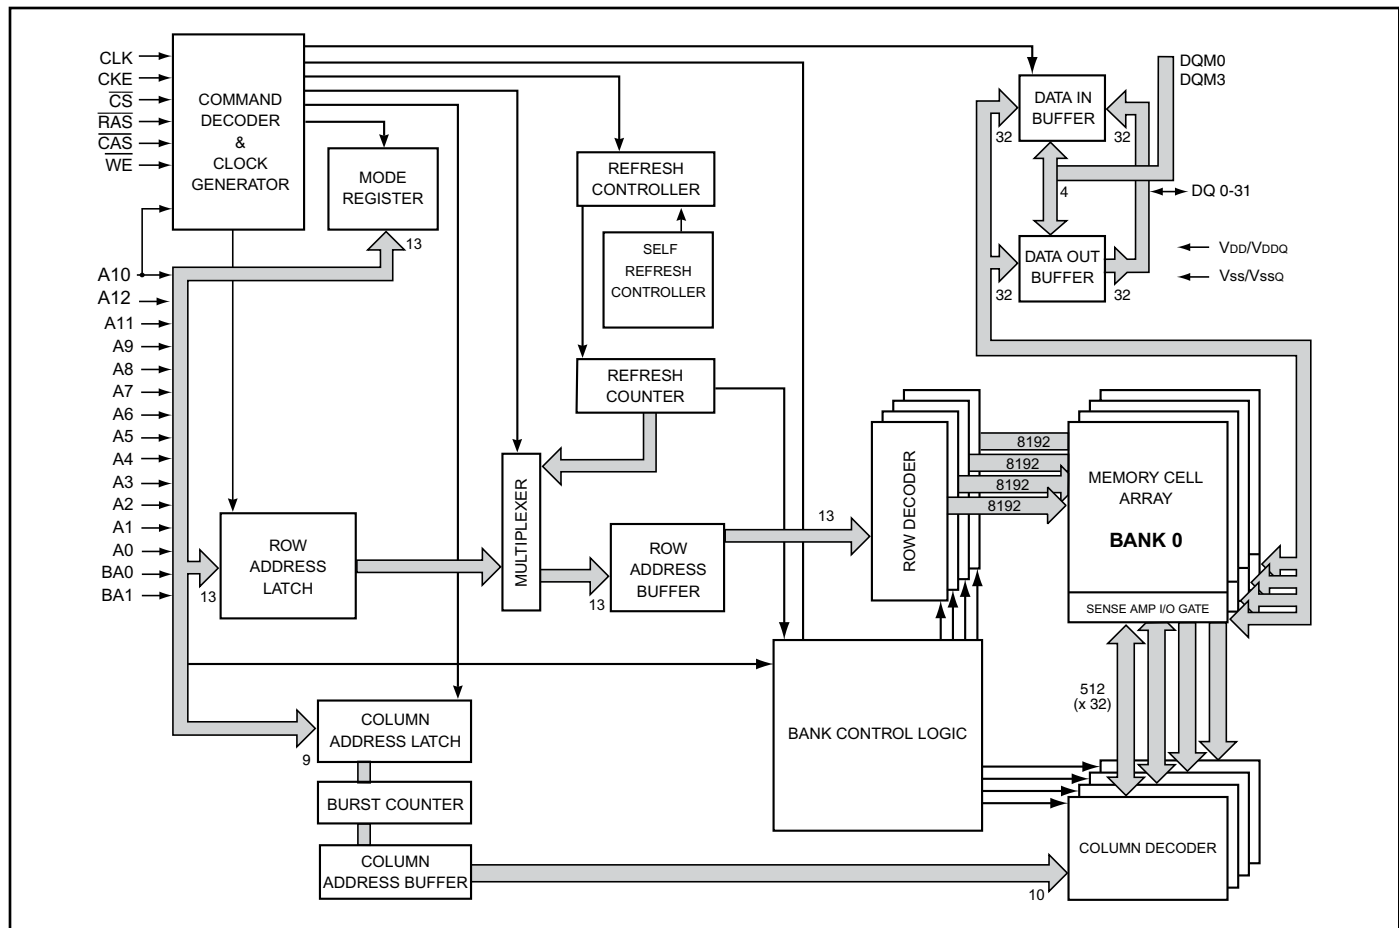 CLK
CKE
CS
RAS
CAS
WE
A10
A12
A11
A9
A8
A7
A6
A5
A4
A3
A2
A1
A0
BA0
BA1
COMMAND
DECODER
&
CLOCK
GENERATOR
MODE
REGISTER
13
REFRESH
CONTROLLER
SELF
REFRESH
CONTROLLER
REFRESH
COUNTER
DATA IN
BUFFER
32
32
DQM0
DQM3
4
DQ 0-31
DATA OUT
BUFFER
32
32
VDD/VDDQ
Vss/VssQ
13
ROW
ADDRESS
LATCH
MULTIPLEXER
13
ROW
ADDRESS
BUFFER
13
ROW DECODER
8192
8192
8192
8192
MEMORY CELL
ARRAY
BANK 0
SENSE AMP I/O GATE
512
(x 32)
BANK CONTROL LOGIC
9
COLUMN
ADDRESS LATCH
BURST COUNTER
COLUMN
ADDRESS BUFFER
10
COLUMN DECODER